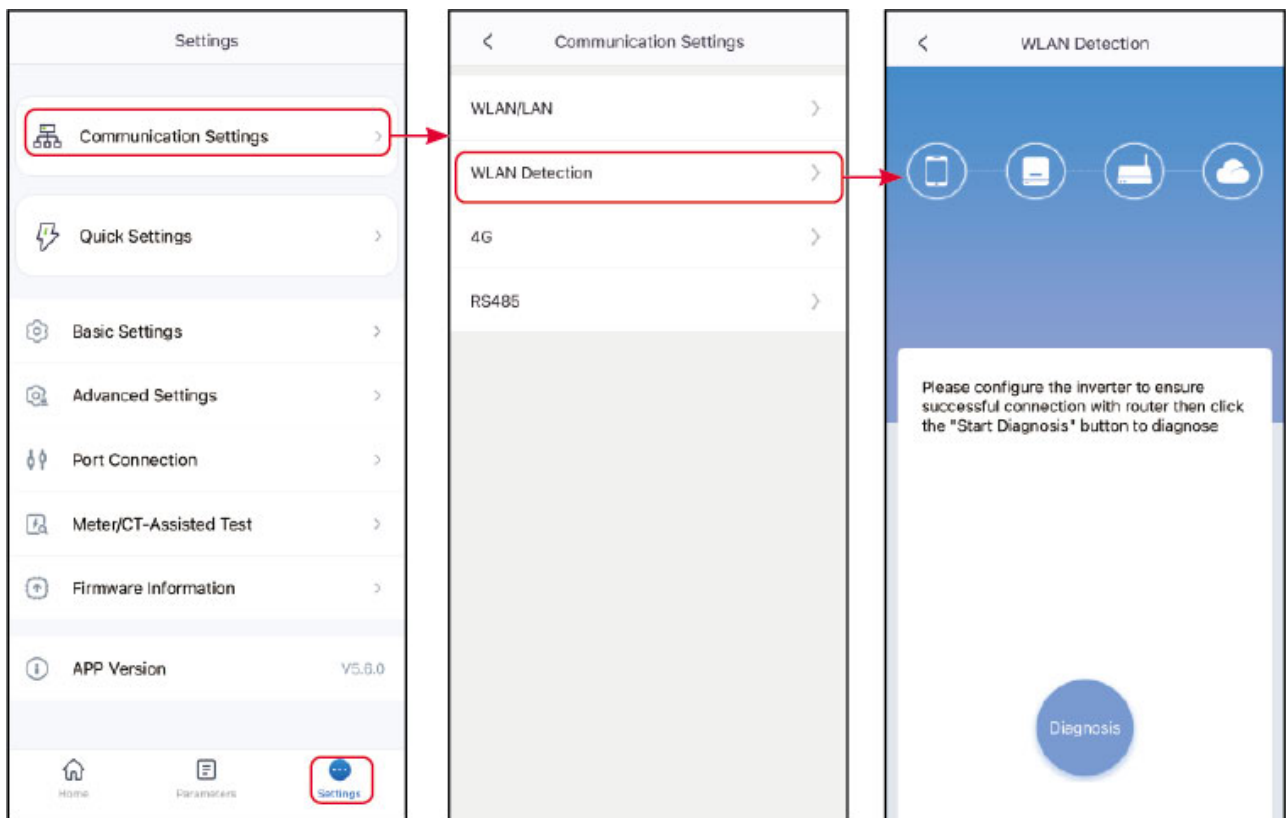 Settings
Communication Settings
Quick Settings
Basic Settings
Advanced Settings
Port Connection
Meter/CT-Assisted Test
Firmware Information
APP Version V5.6.0
Home Parameters Settings
Communication Settings
WLAN/LAN
WLAN Detection
4G
RS485
WLAN Detection
Please configure the inverter to ensure
successful connection with router then click
the "Start Diagnosis" button to diagnose
Diagnosis